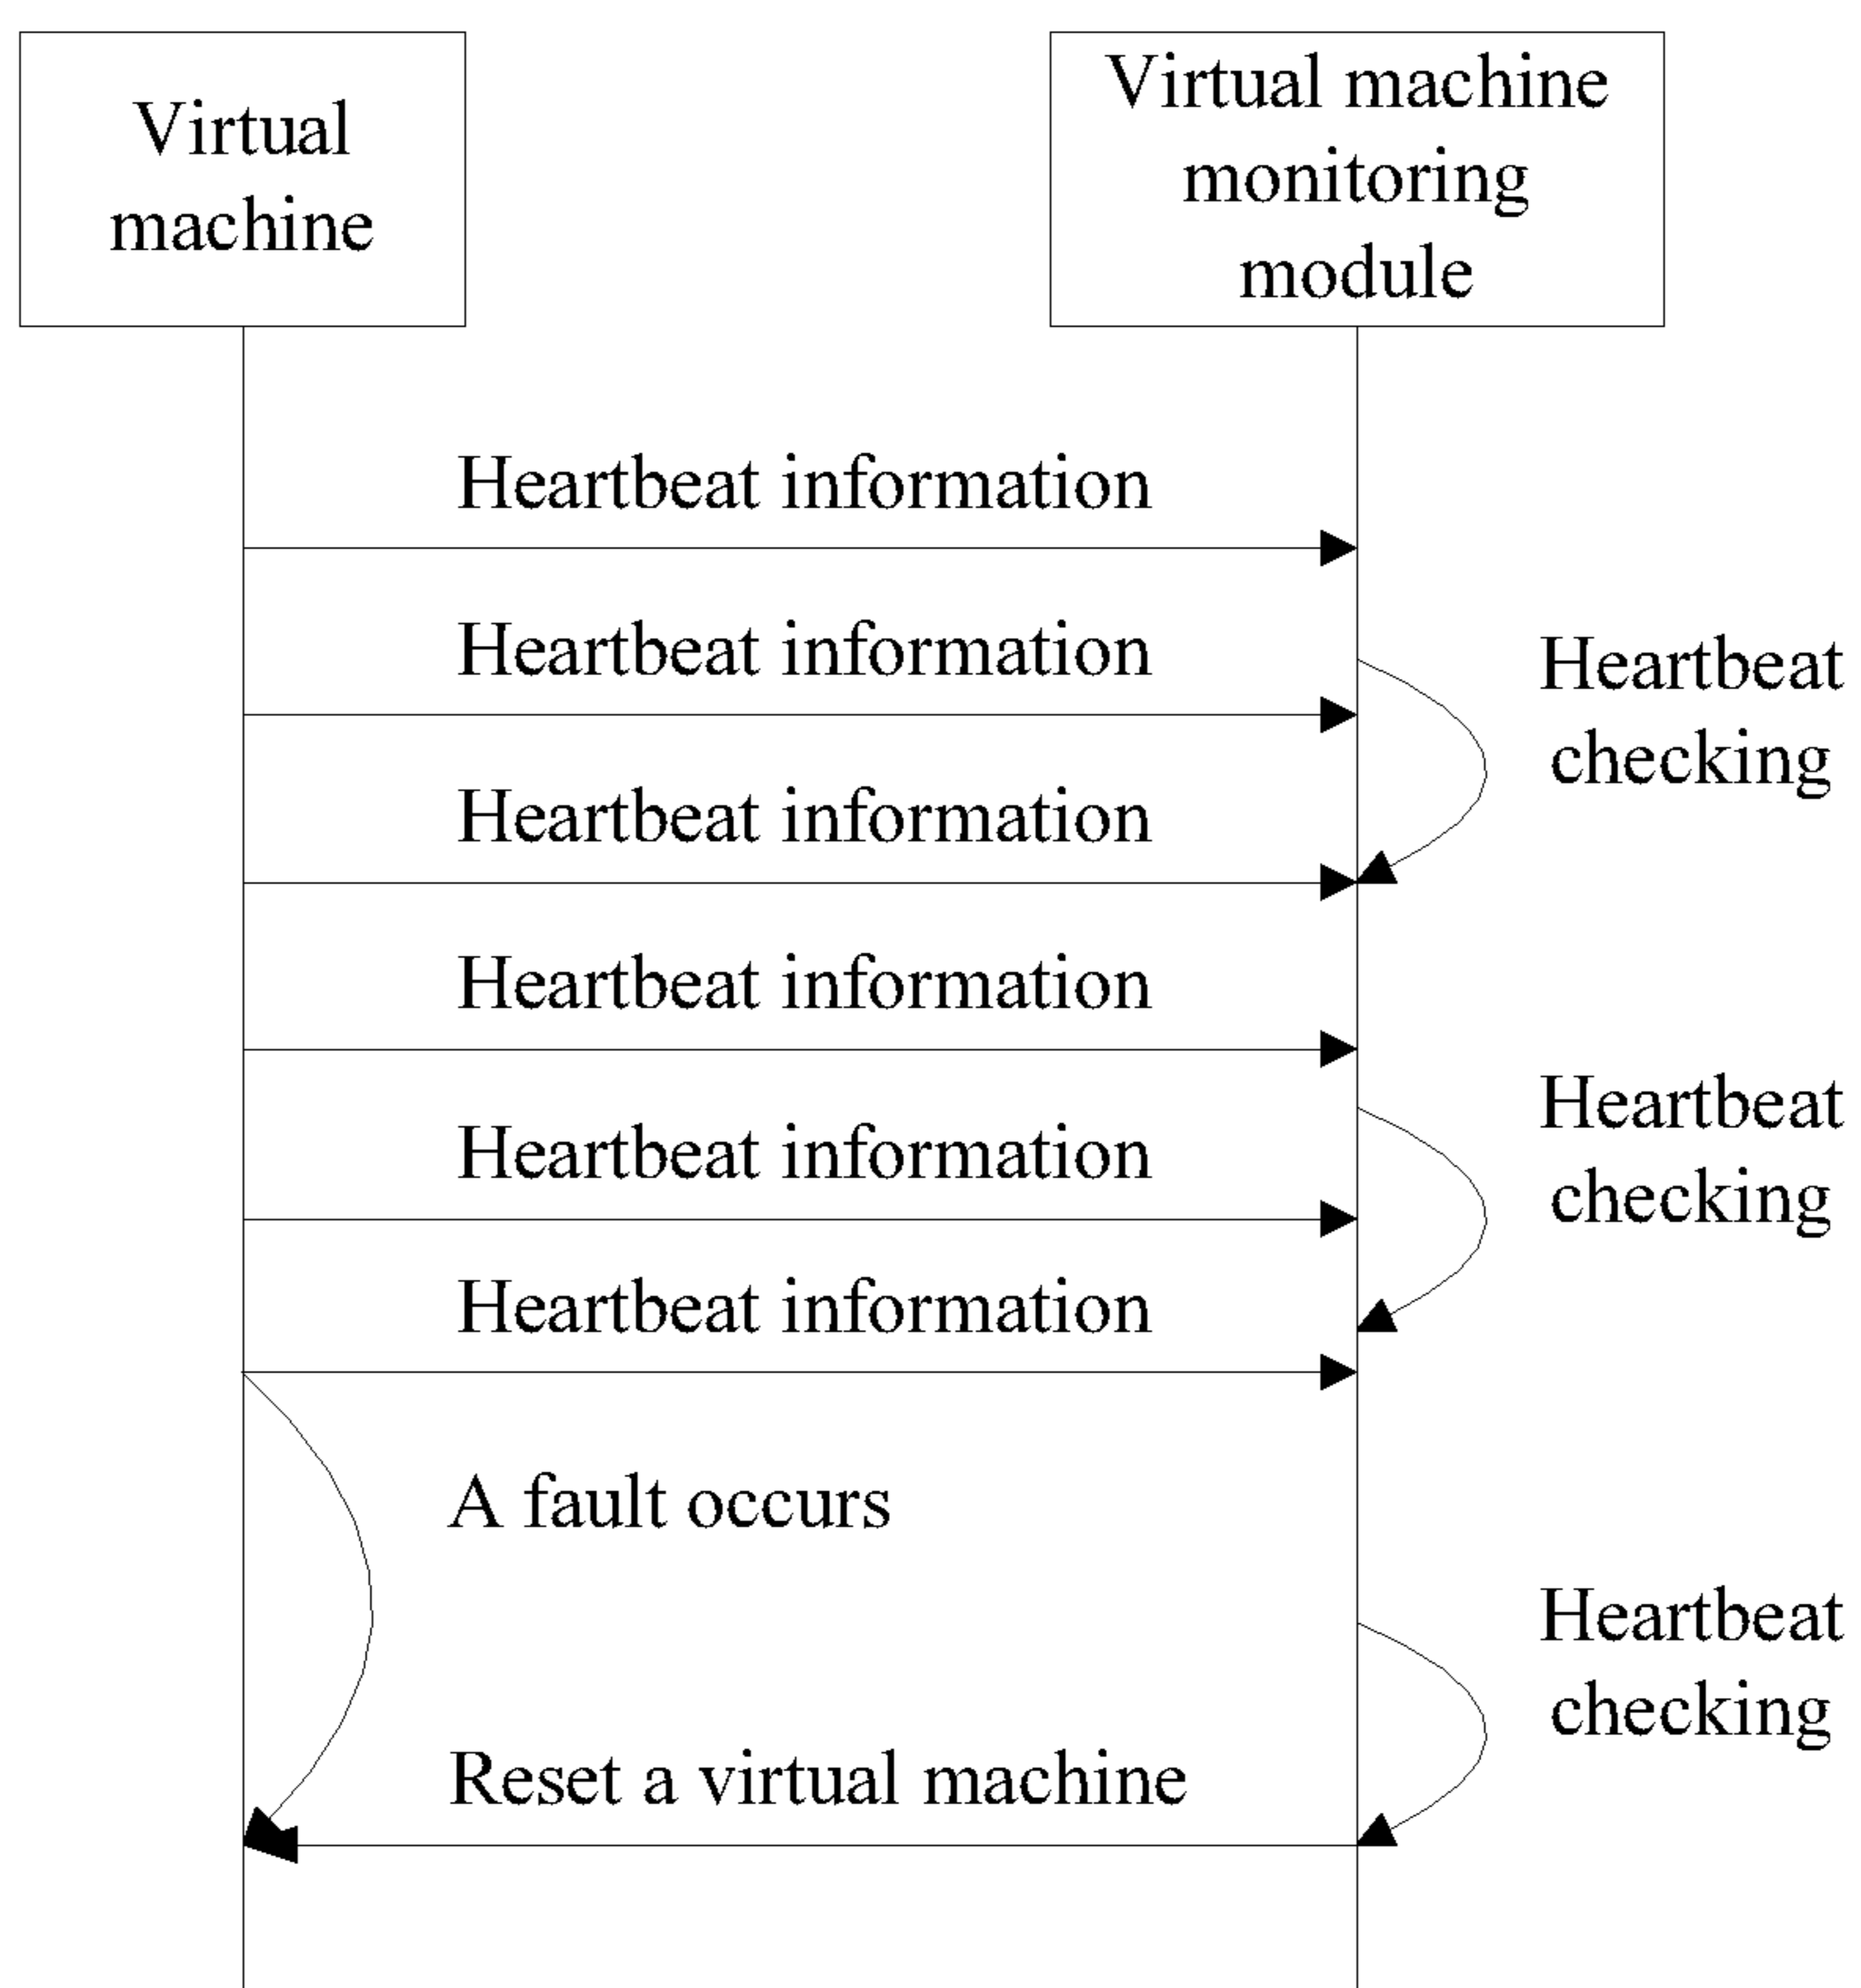 Virtual
machine
Virtual machine
monitoring
module
Heartbeat information
Heartbeat information
Heartbeat
checking
Heartbeat information
Heartbeat information
Heartbeat
checking
Heartbeat information
Heartbeat information
A fault occurs
Heartbeat
checking
Reset a virtual machine